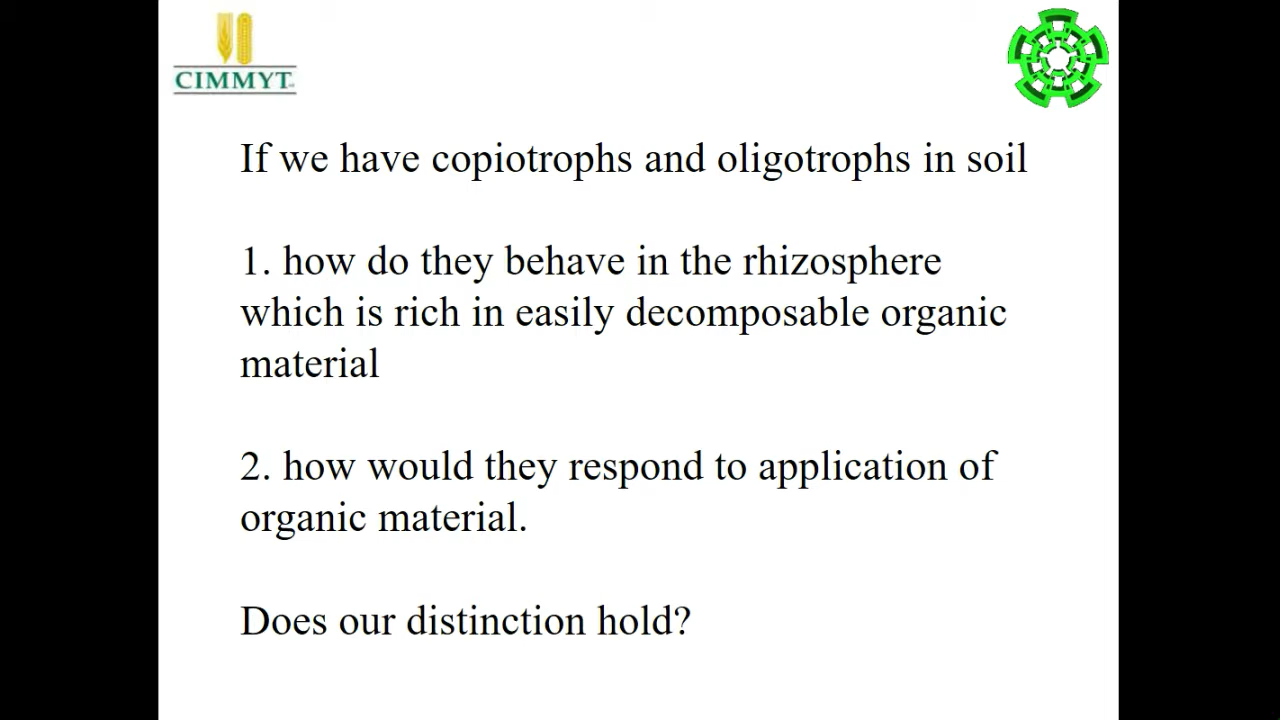 CIMMYT
If we have copiotrophs and oligotrophs in soil
1. how do they behave in the rhizosphere
which is rich in easily decomposable organic
material
2. how would they respond to application of
organic material.
Does our distinction hold?